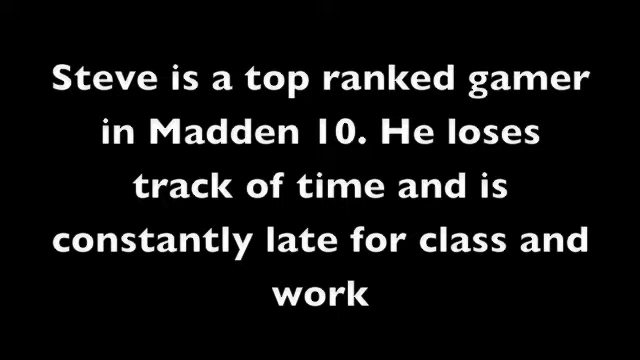 Steve is a top ranked gamer
in Madden 10. He loses
track of time and is
constantly late for class and
work